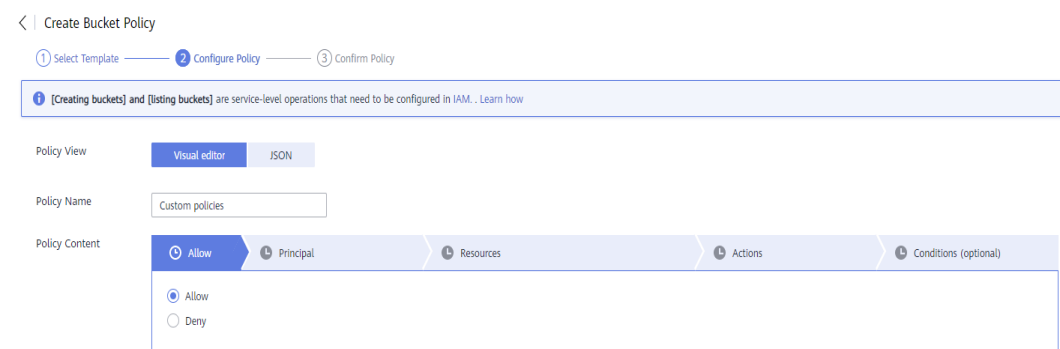 Create Bucket Policy
1 Select Template 2 Configure Policy 3 Confirm Policy
[Creating buckets] and [listing buckets] are service-level operations that need to be configured in IAM. . Learn how
Policy View Visual editor JSON
Policy Name Custom policies
Policy Content Allow Principal Resources Actions Conditions (optional)
Allow
Deny